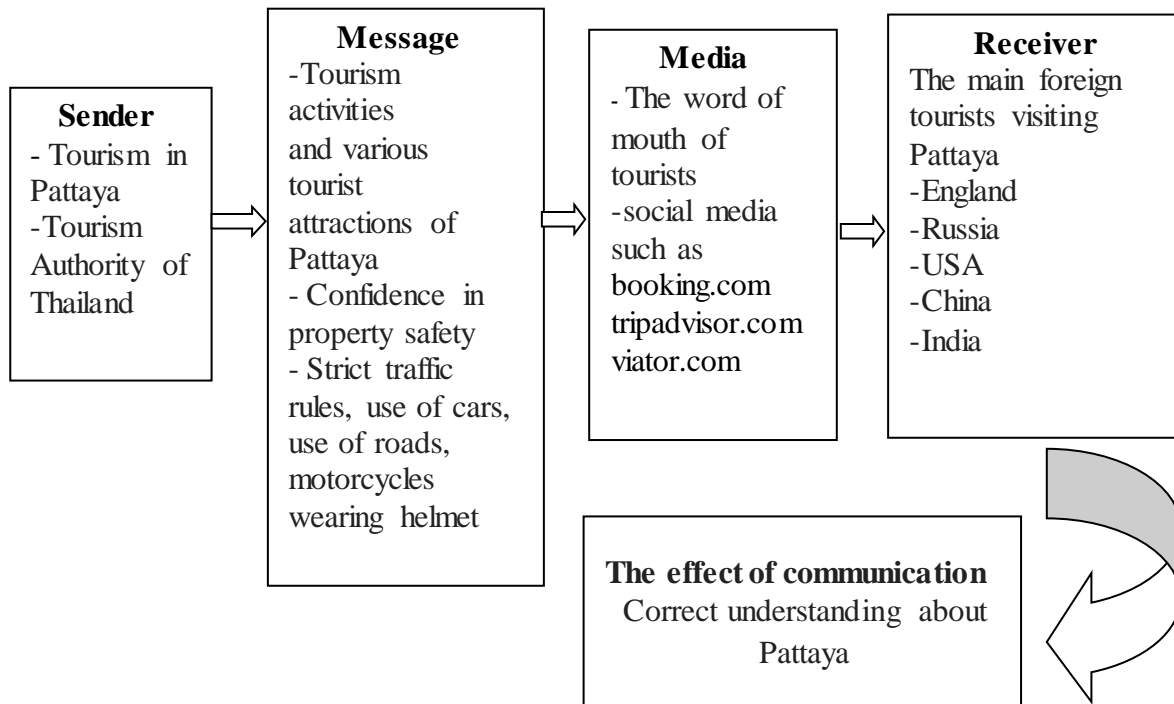 Sender
- Tourism in
Pattaya
-Tourism
Authority of
Thailand
Message
-Tourism
activities
and various
tourist
attractions of
Pattaya
- Confidence in
property safety
- Strict traffic
rules, use of cars,
use of roads,
motorcycles
wearing helmet
Media
- The word of
mouth of
tourists
-social media
such as
booking.com
tripadvisor.com
viator.com
Receiver
The main foreign
tourists visiting
Pattaya
-England
-Russia
-USA
-China
-India
The effect of communication
Correct understanding about
Pattaya